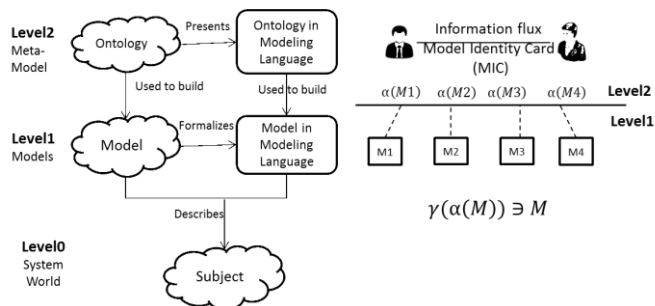 Level2
Meta-
Model
Ontology
Presents
Ontology in
Modeling
Language
Used to build
Used to build
Level1
Models
Model
Formalizes
Model in
Modeling
Language
Describes
Level0
System
World
Subject
Information flux
Model Identity Card
(MIC)
α(M1) α(M2) α(M3) α(M4) Level2
Level1
M1 M2 M3 M4
γ(α(M)) ∋ M